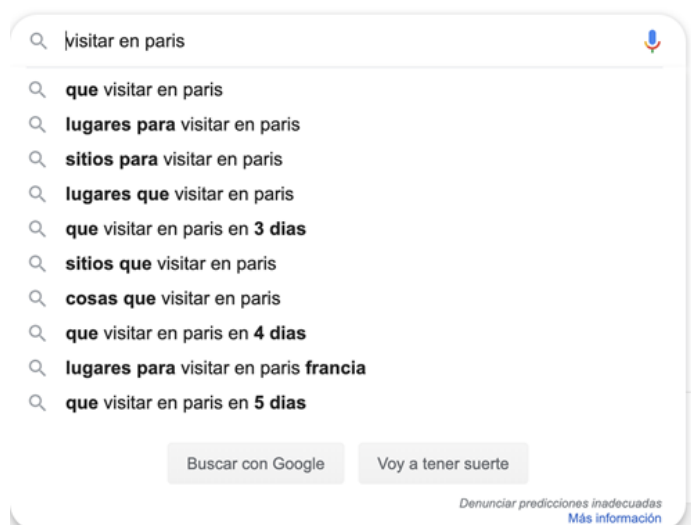 visitar en paris
que visitar en paris
lugares para visitar en paris
sitios para visitar en paris
lugares que visitar en paris
que visitar en paris en 3 dias
sitios que visitar en paris
cosas que visitar en paris
que visitar en paris en 4 dias
lugares para visitar en paris francia
que visitar en paris en 5 dias
Buscar con Google Voy a tener suerte
Denunciar predicciones inadecuadas
Más información